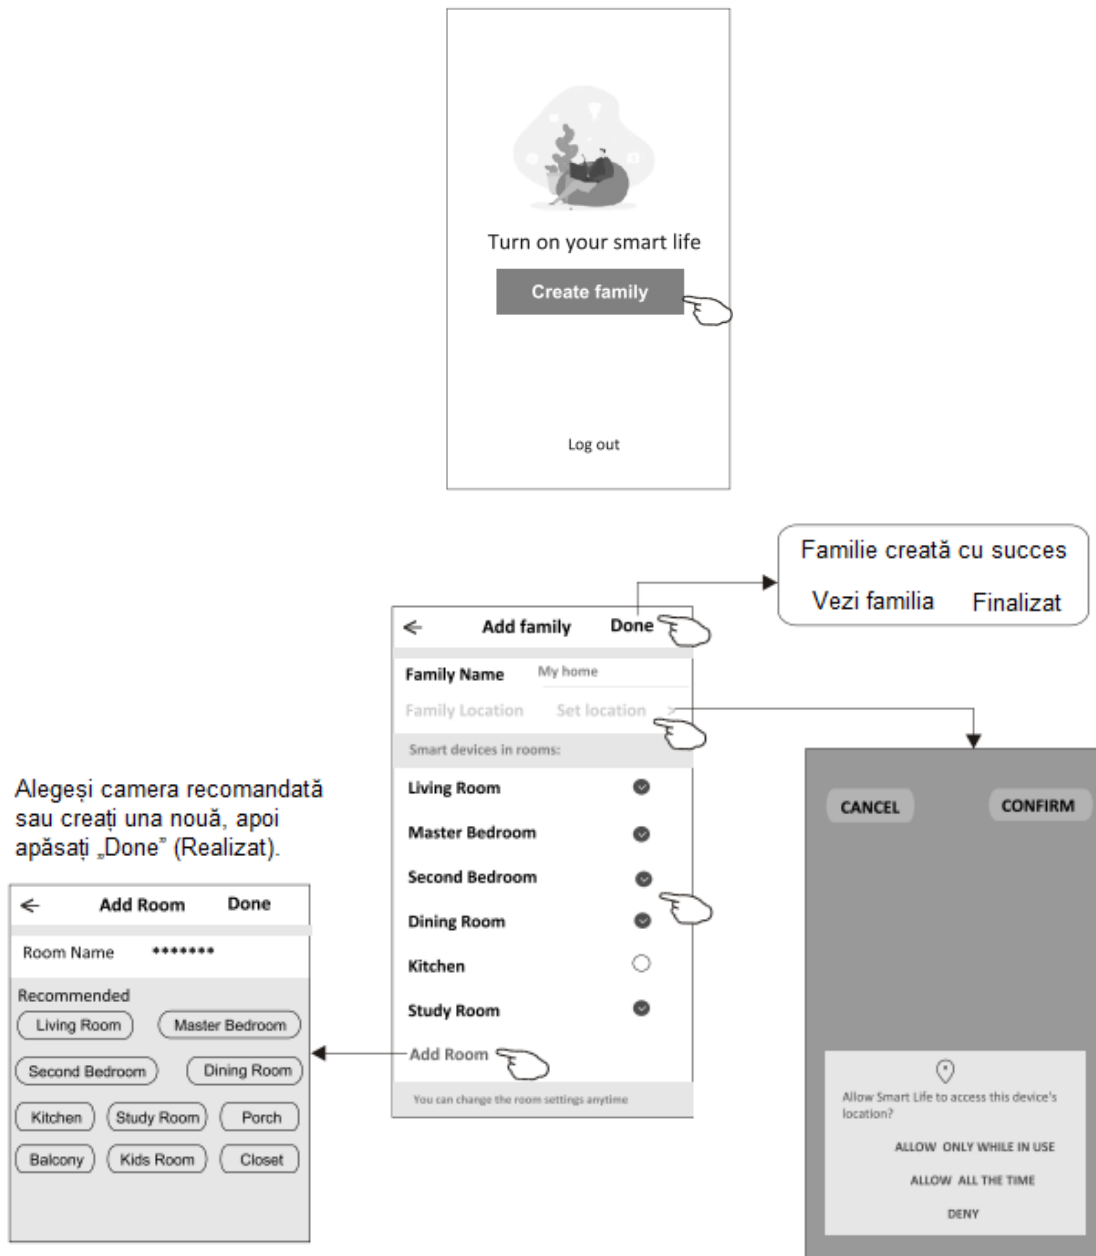 Turn on your smart life
Create family
Log out
Familie creată cu succes
Vezi familia Finalizat
Add family Done
Family Name My home
Family Location Set location >
Smart devices in rooms:
Living Room
Master Bedroom
Second Bedroom
Dining Room
Kitchen
Study Room
Add Room
You can change the room settings anytime
Alegeși camera recomandată
sau creați una nouă, apoi
apăsați „Done” (Realizat).
Add Room Done
Room Name *******
Recommended
Living Room Master Bedroom
Second Bedroom Dining Room
Kitchen Study Room Porch
Balcony Kids Room Closet
CANCEL CONFIRM
Allow Smart Life to access this device's
location?
ALLOW ONLY WHILE IN USE
ALLOW ALL THE TIME
DENY